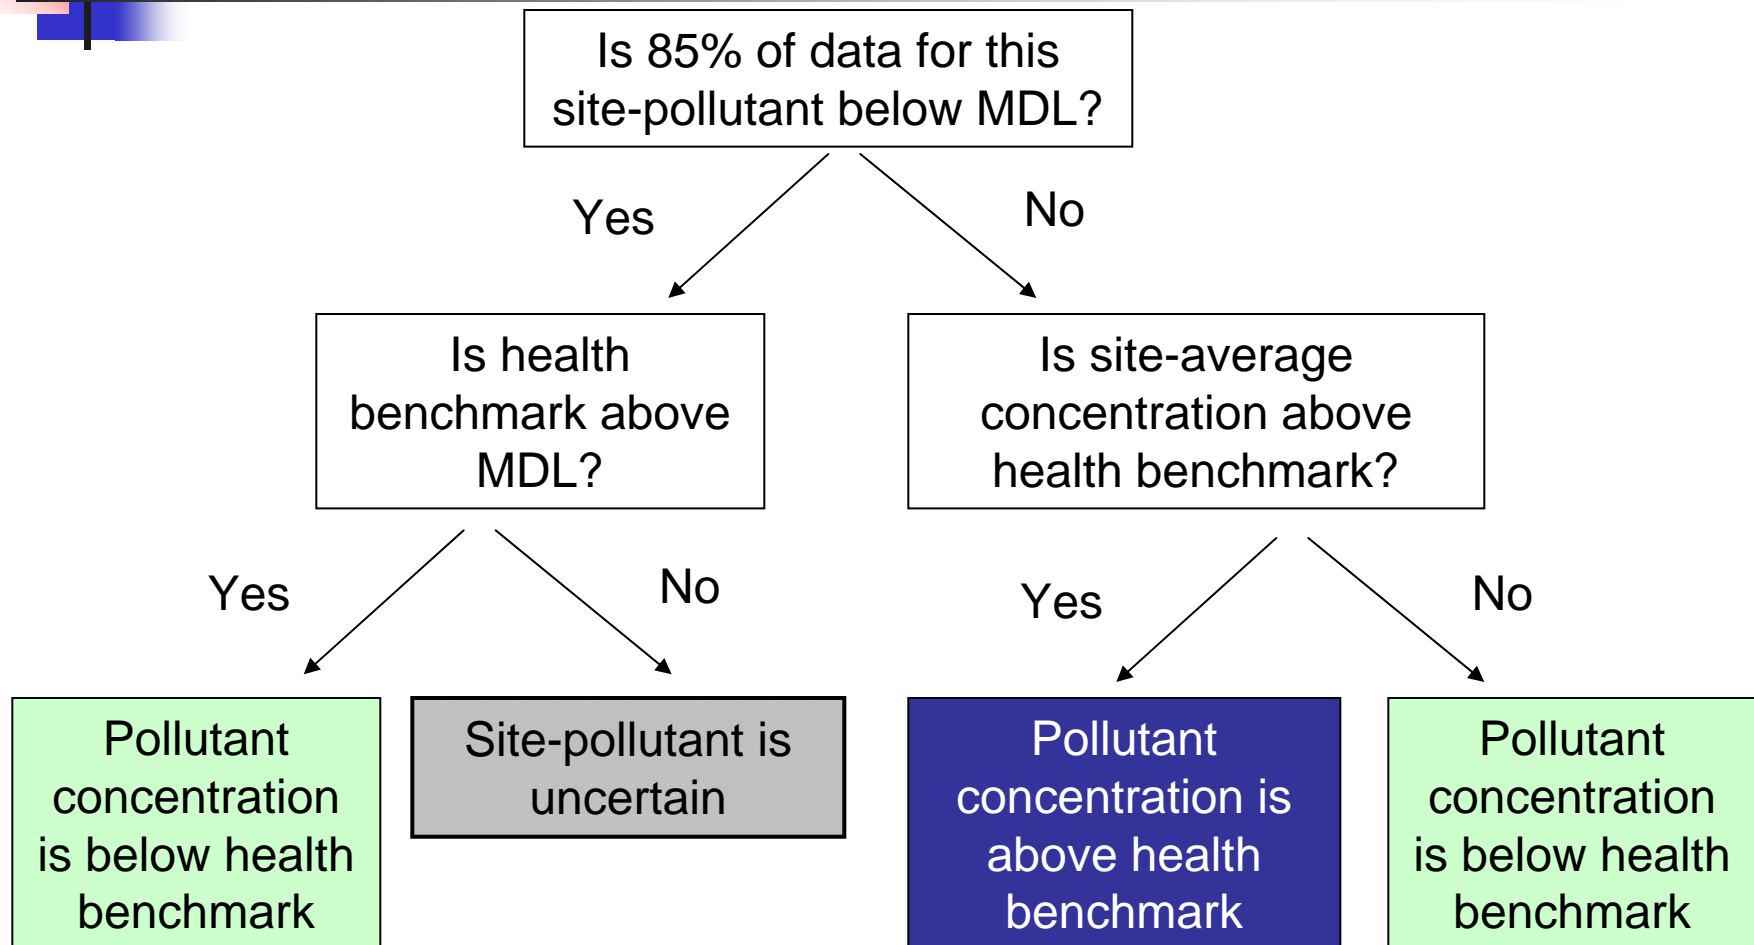 Is 85% of data for this
site-pollutant below MDL?
Yes
No
Is health
benchmark above
MDL?
Is site-average
concentration above
health benchmark?
Yes
No
Yes
No
Pollutant
concentration
is below health
benchmark
Site-pollutant is
uncertain
Pollutant
concentration is
above health
benchmark
Pollutant
concentration
is below health
benchmark